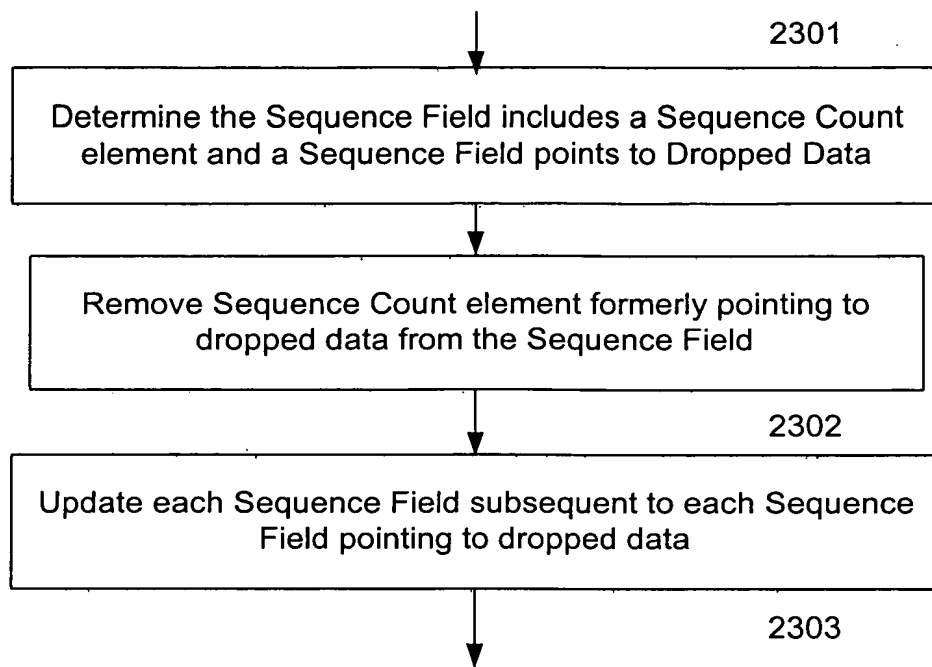 2301
Determine the Sequence Field includes a Sequence Count
element and a Sequence Field points to Dropped Data
Remove Sequence Count element formerly pointing to
dropped data from the Sequence Field
2302
Update each Sequence Field subsequent to each Sequence
Field pointing to dropped data
2303